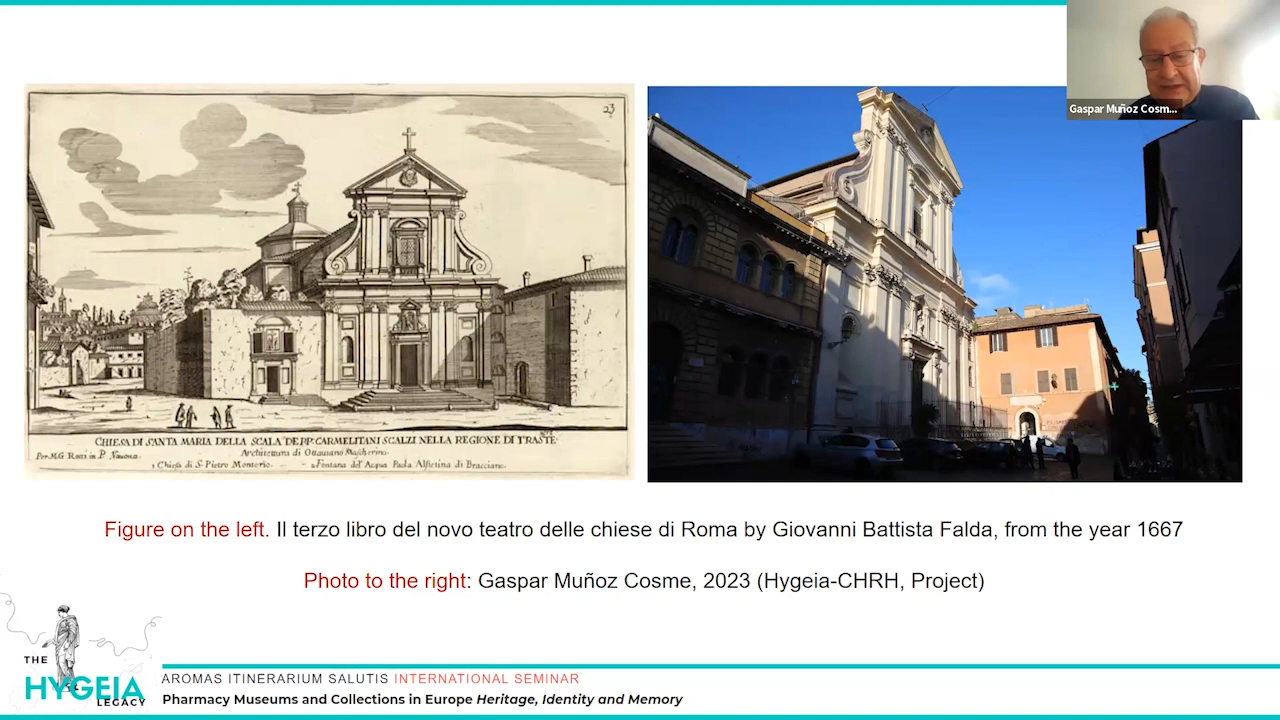 Gaspar Muñoz Cosm...
23
CHIESA DI SANTA MARIA DELLA SCALA DE PP. CARMELITANI SCALZI NELLA REGIONE DI TRASTE
Architettura di Ottaviano Mascherino.
Per M.G. Rossi in P. Navona.
1 Chiesa di S. Pietro Montorio.
2 Fontana del' Acqua Paola Alsietina di Bracciano.
Figure on the left. Il terzo libro del novo teatro delle chiese di Roma by Giovanni Battista Falda, from the year 1667
Photo to the right: Gaspar Muñoz Cosme, 2023 (Hygeia-CHRH, Project)
THE
HYGEIA
LEGACY
AROMAS ITINERARIUM SALUTIS INTERNATIONAL SEMINAR
Pharmacy Museums and Collections in Europe Heritage, Identity and Memory